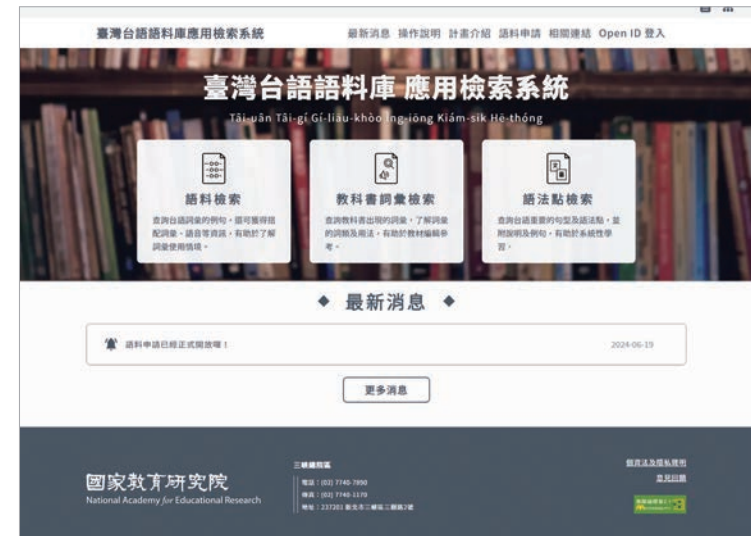 臺灣台語語料庫應用檢索系統
最新消息 操作說明 計畫介紹 語料申請 相關連結 Open ID 登入
臺灣台語語料庫 應用檢索系統
Tâi-uân Tâi-gí Gí-liāu-khòo Ìng-iōng Kiám-sik Hē-thóng
語料檢索
查詢台語詞彙的例句,還可獲得搭
配詞彙、語音等資訊,有助於了解
詞彙使用情境。
教科書詞彙檢索
查詢教科書出現的詞彙,了解詞彙
的詞類及用法,有助於教材編輯參
考。
語法點檢索
查詢台語重要的句型及語法點,並
附說明及例句,有助於系統性學
習。
◆ 最新消息 ◆
語料申請已經正式開放囉!
2024-06-19
更多消息
國家教育研究院
National Academy for Educational Research
三峽總院區
電話:(02) 7740-7890
傳真:(02) 7740-1170
地址:237201 新北市三峽區三樹路2號
個資法及隱私聲明
意見回饋